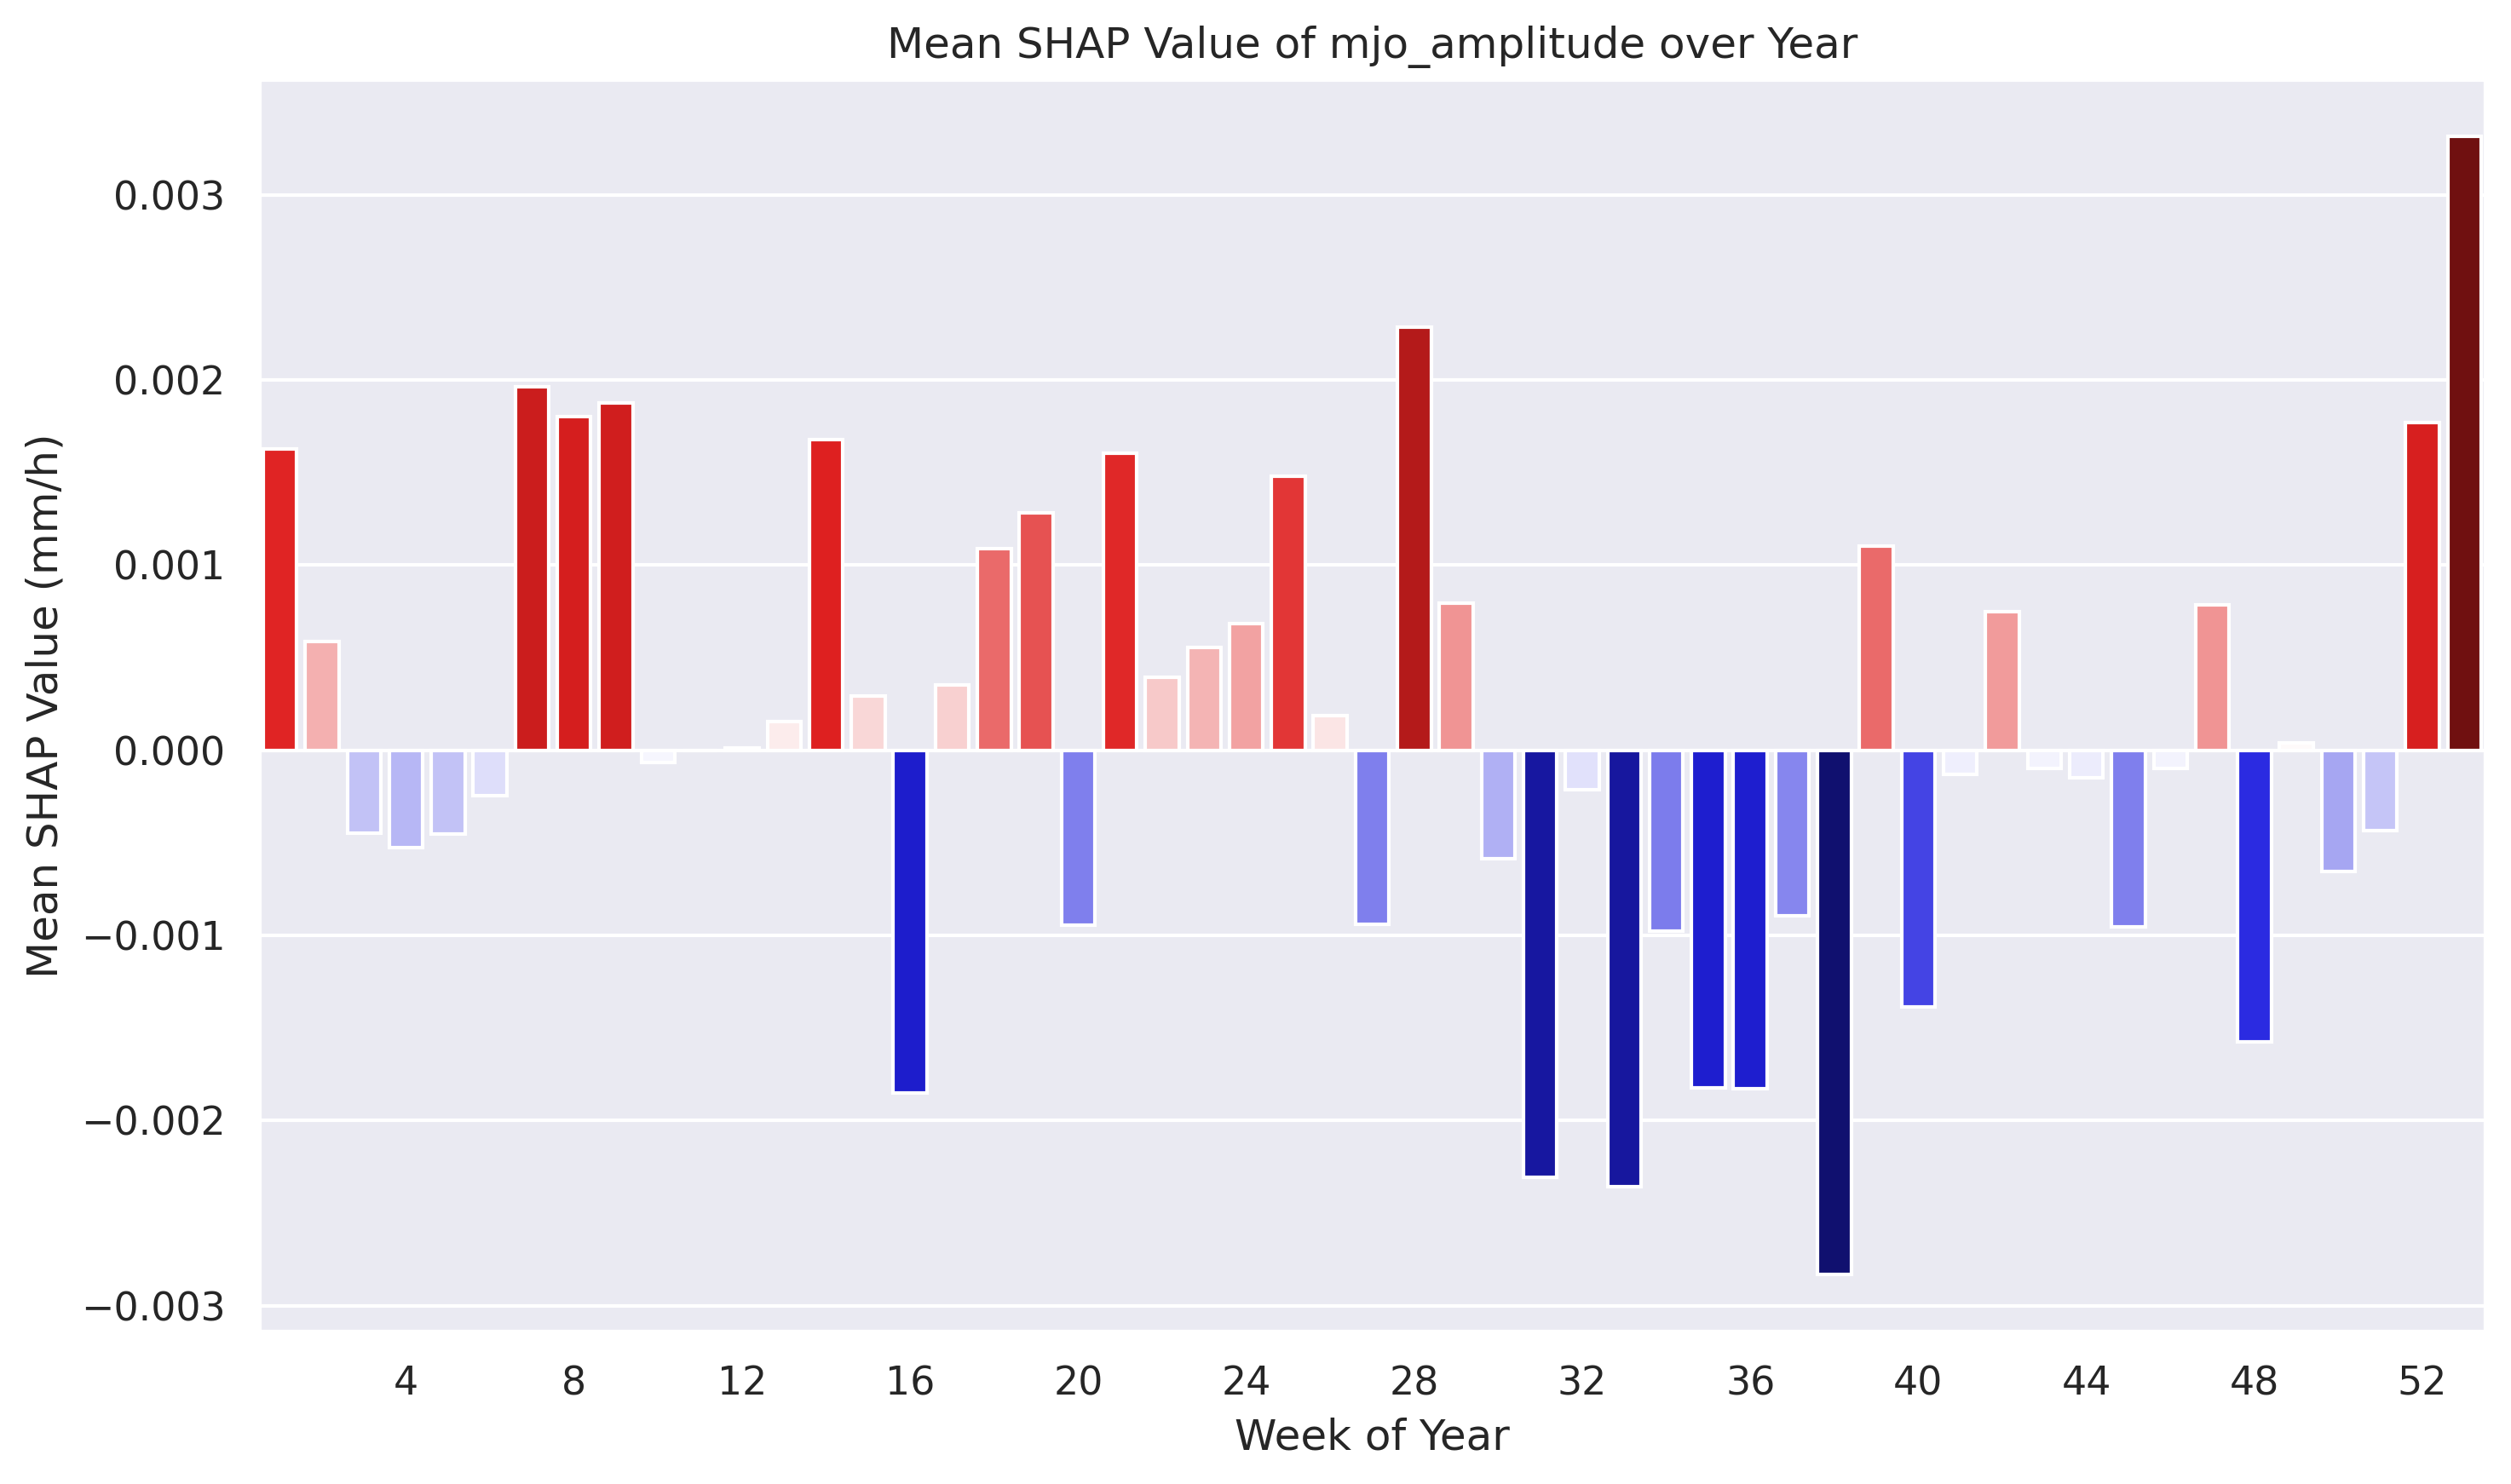 Mean SHAP Value of mjo_amplitude over Year
Mean SHAP Value (mm/h)
0.003
0.002
0.001
0.000
−0.001
−0.002
−0.003
4 8 12 16 20 24 28 32 36 40 44 48 52
Week of Year